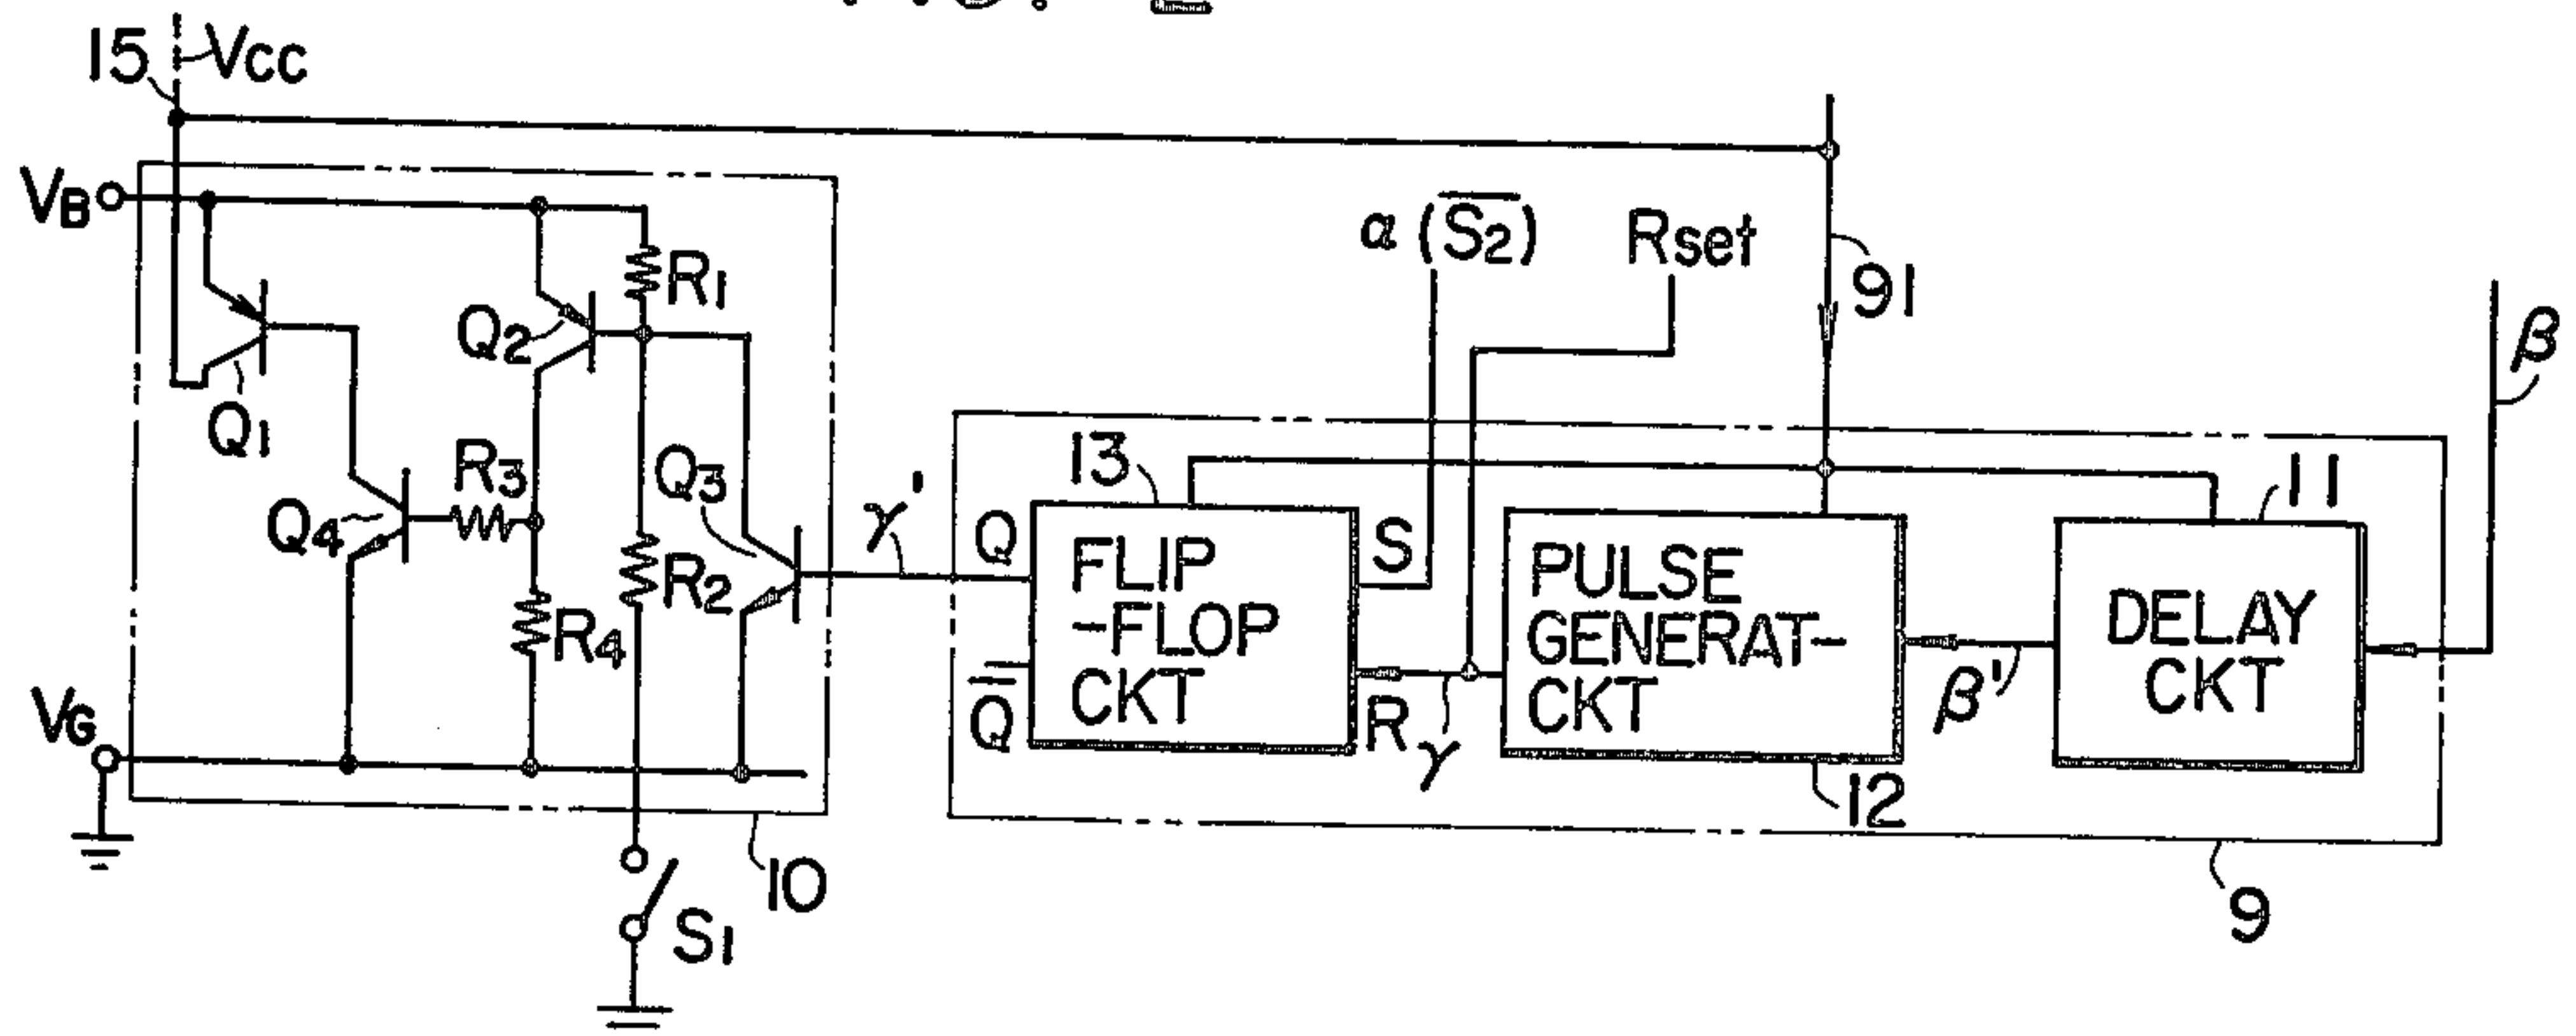 15
VCC
VB
α (S̅2̅)
Rset
91
β
R1
Q2
Q1
R3
Q3
Q4
γ'
13
11
Q
S
FLIP
-FLOP
CKT
PULSE
GENERAT-
CKT
DELAY
CKT
R2
R4
β'
Q̅
R
γ
VG
12
10
S1
9